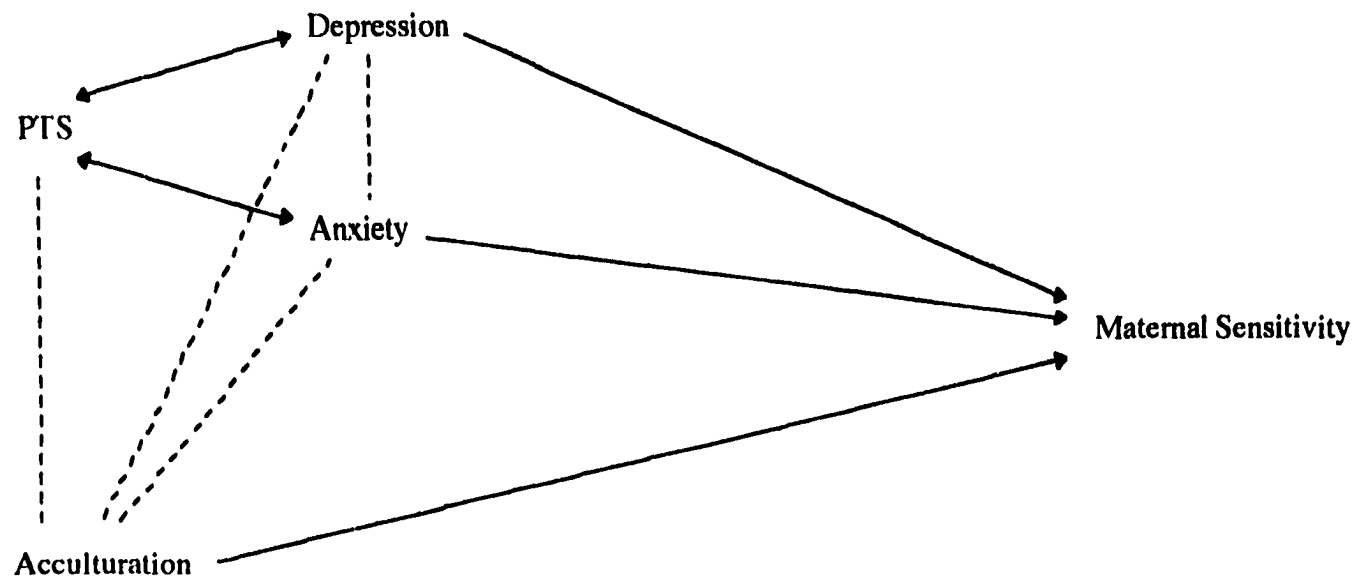 Depression
PTS
Anxiety
Maternal Sensitivity
Acculturation